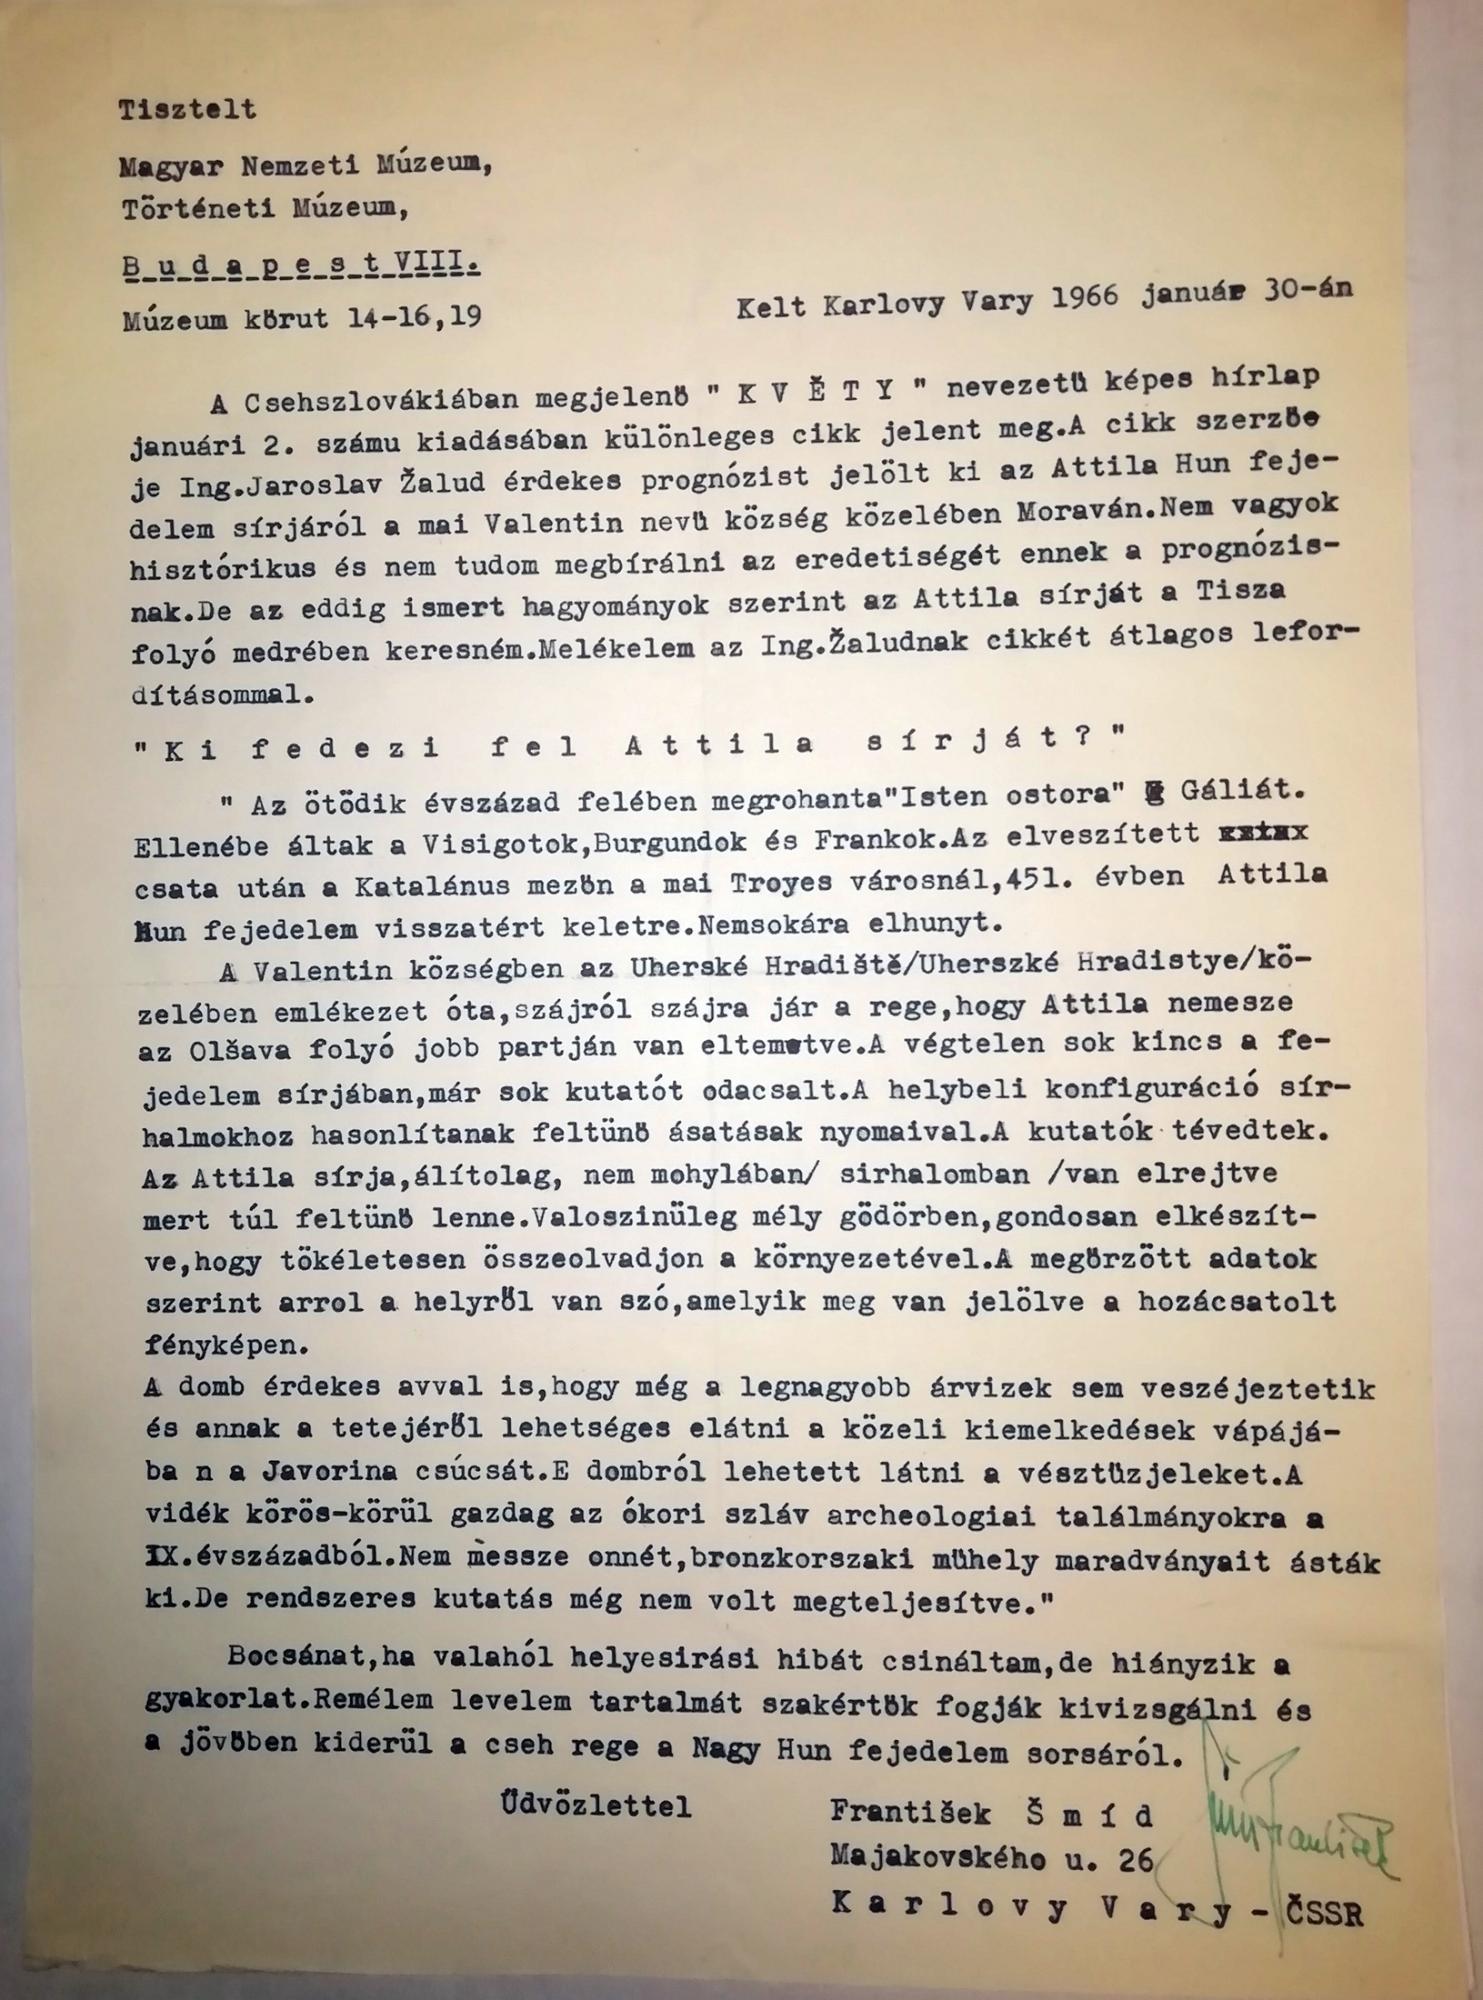 Tisztelt
Magyar Nemzeti Múzeum,
Történeti Múzeum,
B_u_d_a_p_e_s_t VIII.
Múzeum körut 14-16,19
Kelt Karlovy Vary 1966 január 30-án
A Csehszlovákiában megjelenő " K V Ě T Y " nevezetü képes hírlap
januári 2. számu kiadásában különleges cikk jelent meg.A cikk szerzőe
je Ing.Jaroslav Žalud érdekes prognózist jelölt ki az Attila Hun feje-
delem sírjáról a mai Valentin nevü község közelében Moraván.Nem vagyok
hisztórikus és nem tudom megbírálni az eredetiségét ennek a prognózis-
nak.De az eddig ismert hagyományok szerint az Attila sírját a Tisza
folyó medrében keresném.Melékelem az Ing.Žaludnak cikkét átlagos lefor-
dításommal.
" K i f e d e z i f e l A t t i l a s í r j á t ? "
" Az ötödik évszázad felében megrohanta"Isten ostora" Gáliát.
Ellenébe áltak a Visigotok,Burgundok és Frankok.Az elveszített
csata után a Katalánus mezőn a mai Troyes városnál,451. évben Attila
Hun fejedelem visszatért keletre.Nemsokára elhunyt.
A Valentin községben az Uherské Hradiště/Uherszké Hradistye/kö-
zelében emlékezet óta,szájról szájra jár a rege,hogy Attila nemesze
az Olšava folyó jobb partján van eltemetve.A végtelen sok kincs a fe-
jedelem sírjában,már sok kutatót odacsalt.A helybeli konfiguráció sír-
halmokhoz hasonlítanak feltünő ásatásak nyomaival.A kutatók tévedtek.
Az Attila sírja,álítolag, nem mohylában/ sirhalomban /van elrejtve
mert túl feltünő lenne.Valoszinüleg mély gödörben,gondosan elkészít-
ve,hogy tökéletesen összeolvadjon a környezetével.A megőrzött adatok
szerint arrol a helyről van szó,amelyik meg van jelölve a hozácsatolt
fényképen.
A domb érdekes avval is,hogy még a legnagyobb árvizek sem veszéjeztetik
és annak a tetejéről lehetséges elátni a közeli kiemelkedések vápájá-
ba n a Javorina csúcsát.E dombról lehetett látni a vésztűzjeleket.A
vidék körös-körül gazdag az ókori szláv archeologiai találmányokra a
IX.évszázadból.Nem messze onnét,bronzkorszaki mühely maradványait ásták
ki.De rendszeres kutatás még nem volt megteljesítve."
Bocsánat,ha valahól helyesirási hibát csináltam,de hiányzik a
gyakorlat.Remélem levelem tartalmát szakértők fogják kivizsgálni és
a jövőben kiderül a cseh rege a Nagy Hun fejedelem sorsáról.
Üdvözlettel
František Š m í d
Majakovského u. 26
K a r l o v y V a r y - ČSSR